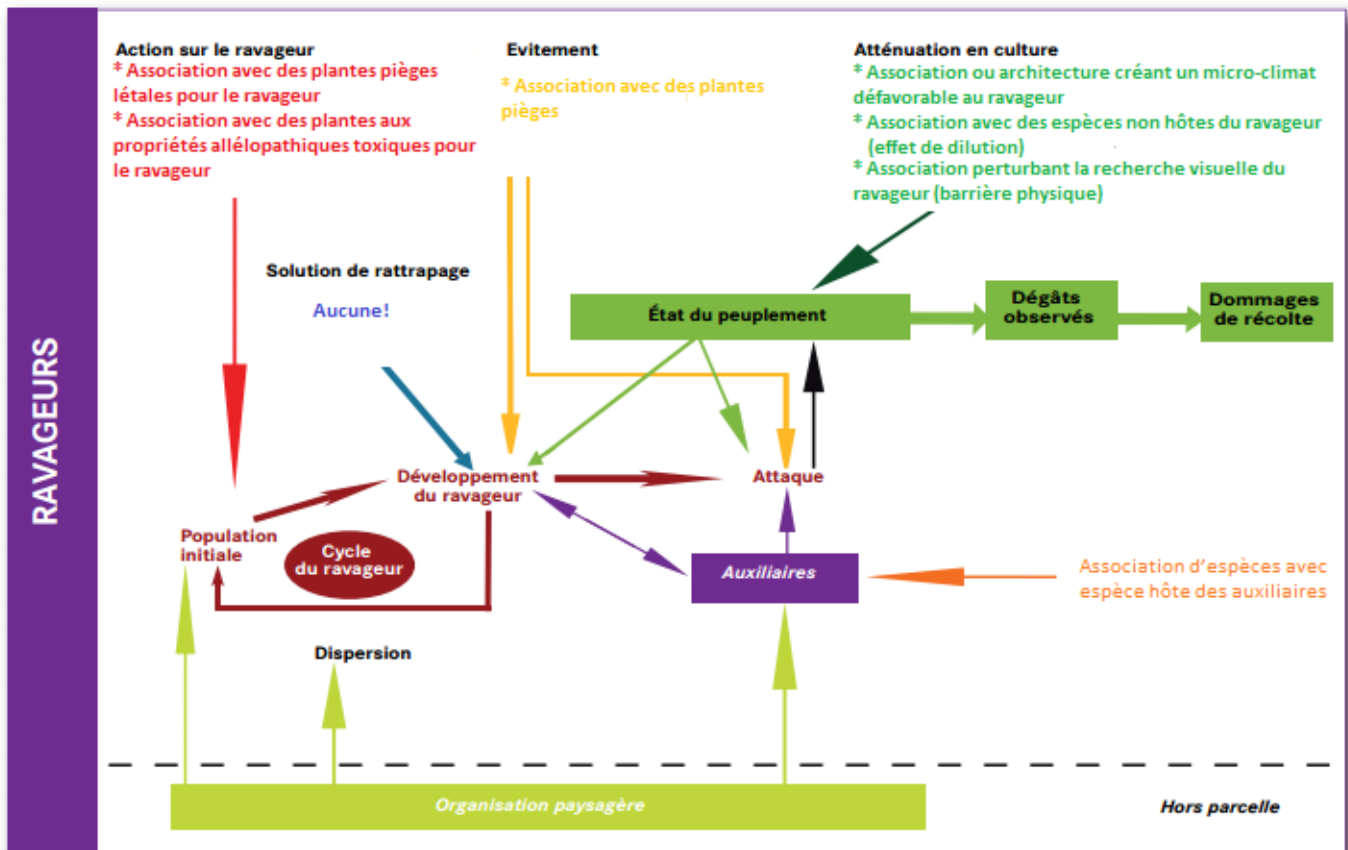 RAVAGEURS
Action sur le ravageur
* Association avec des plantes pièges
létales pour le ravageur
* Association avec des plantes aux
propriétés allélopathiques toxiques pour
le ravageur
Evitement
* Association avec des plantes
pièges
Atténuation en culture
* Association ou architecture créant un micro-climat
défavorable au ravageur
* Association avec des espèces non hôtes du ravageur
(effet de dilution)
* Association perturbant la recherche visuelle du
ravageur (barrière physique)
Solution de rattrapage
Aucune!
État du peuplement
Dégâts
observés
Dommages
de récolte
Développement
du ravageur
Attaque
Population
initiale
Cycle
du ravageur
Auxiliaires
Association d'espèces avec
espèce hôte des auxiliaires
Dispersion
Organisation paysagère
Hors parcelle